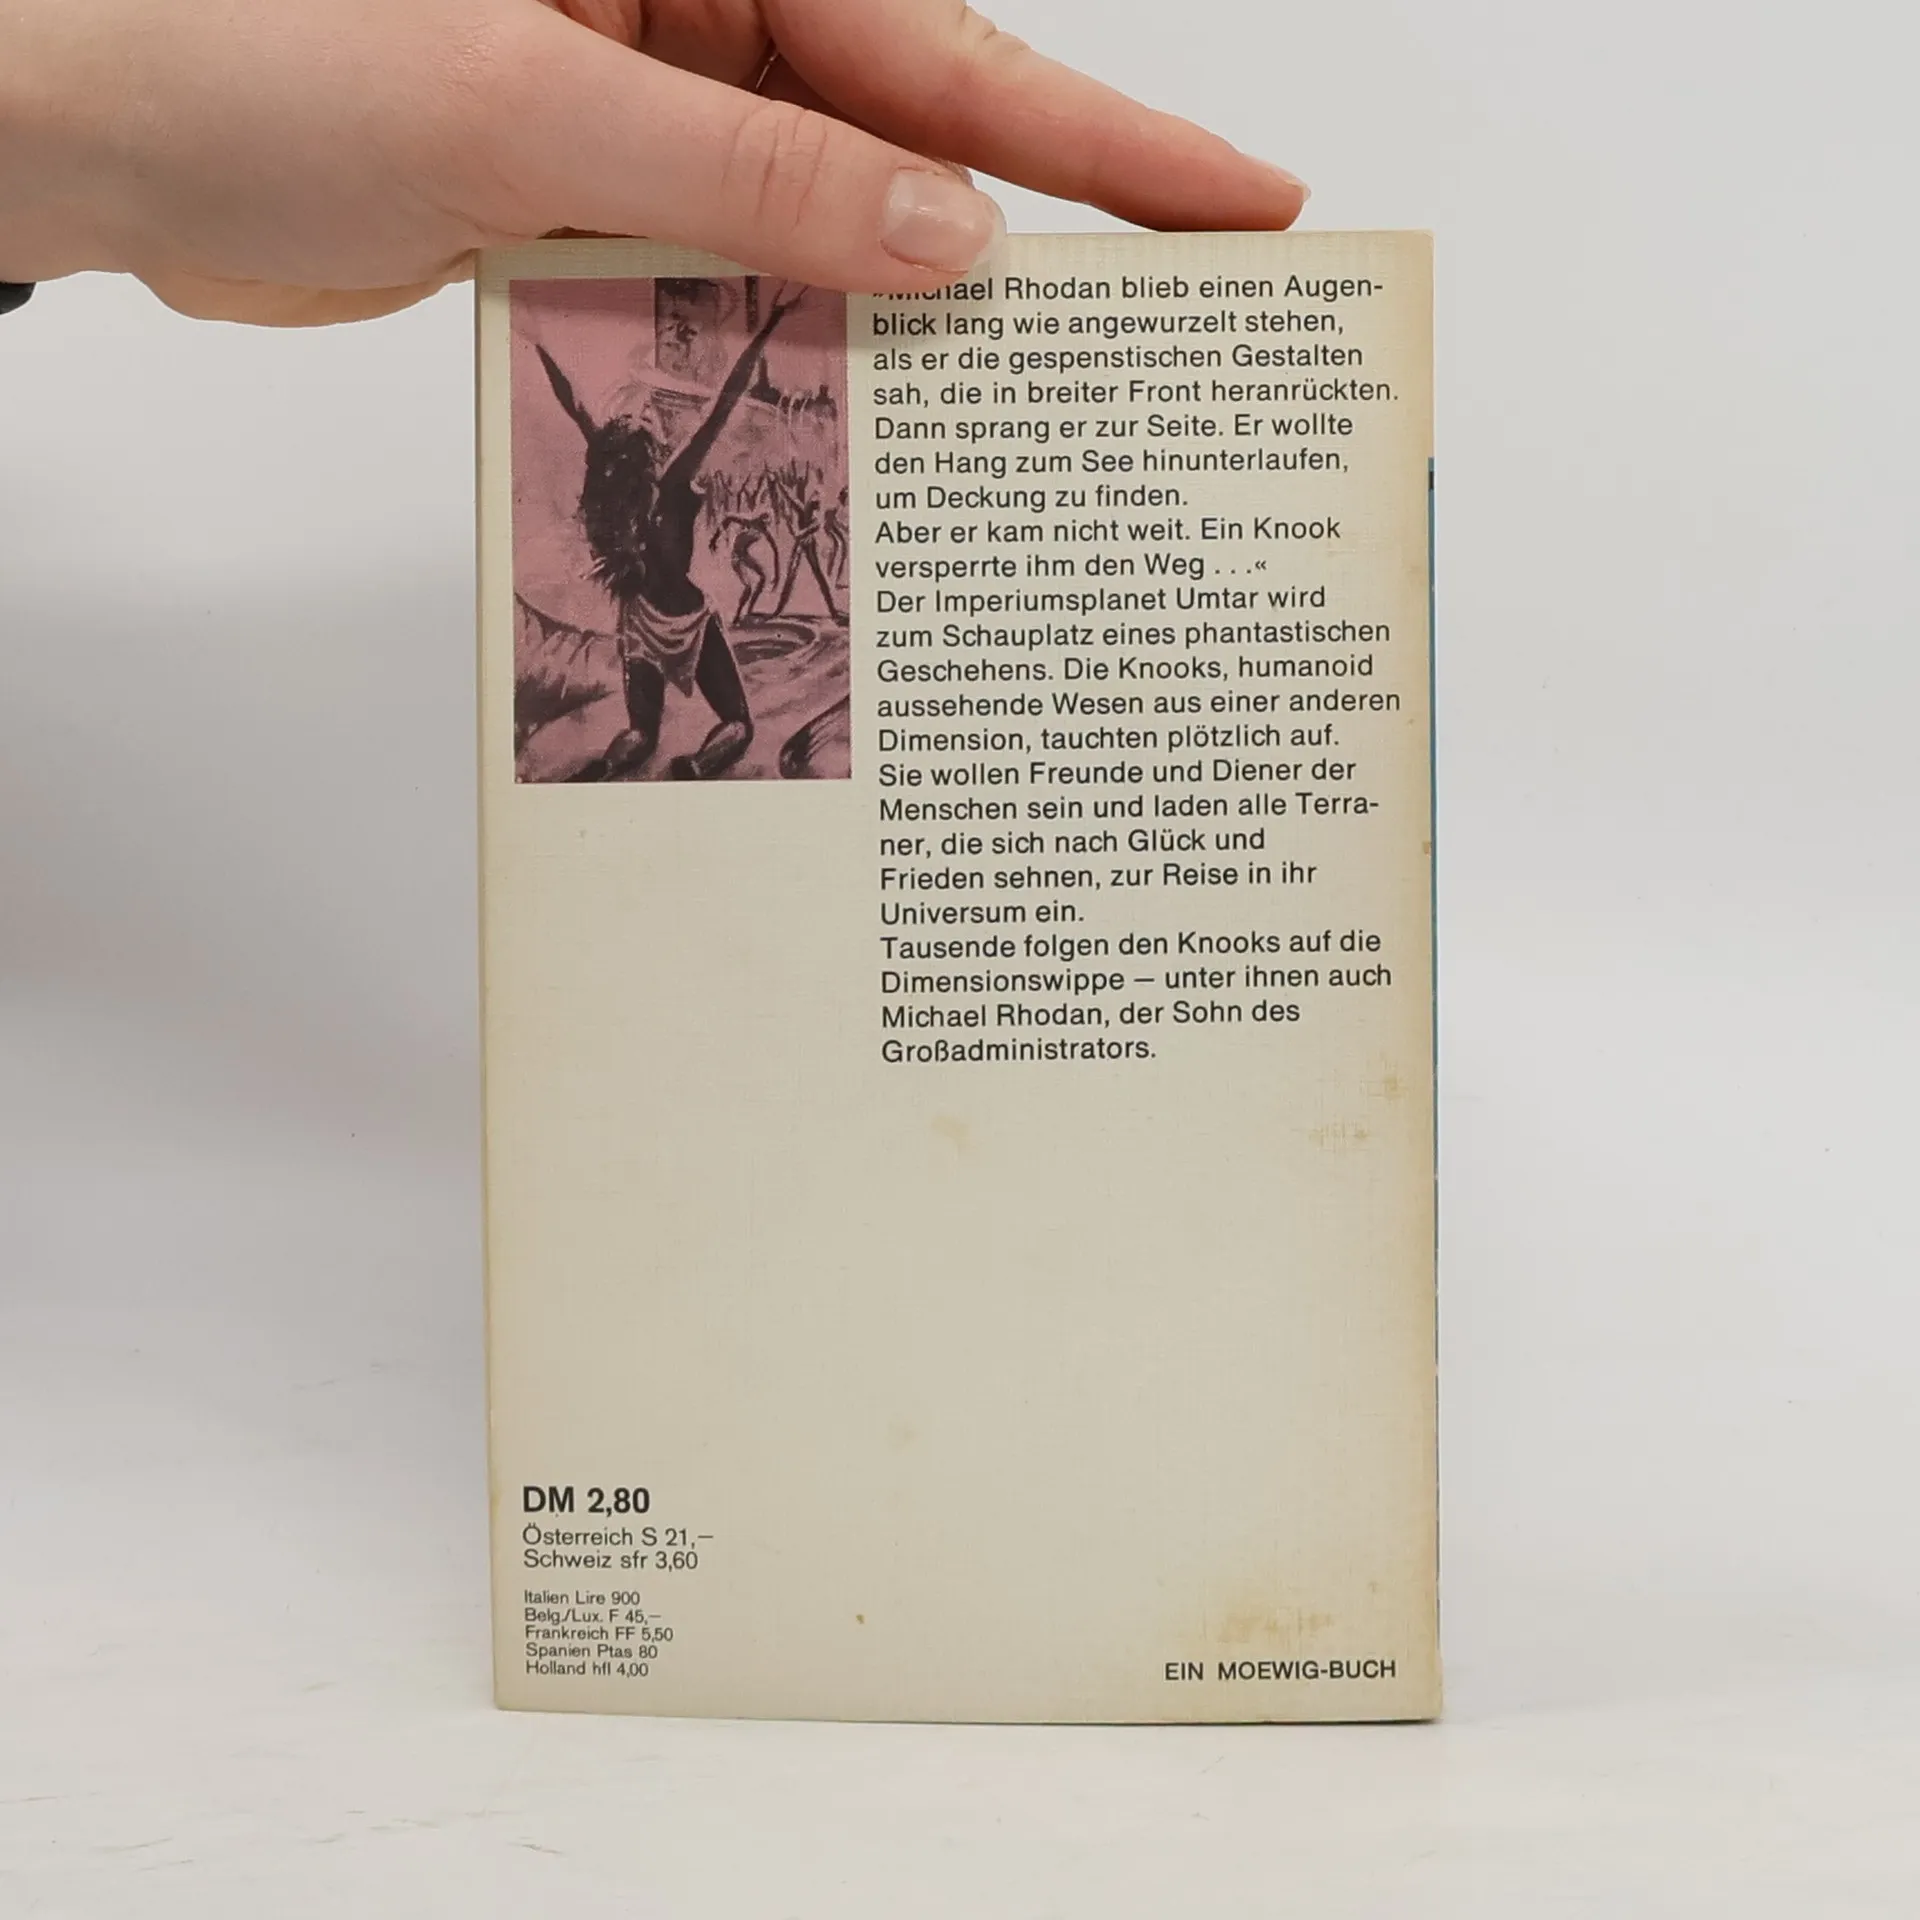 »Michael Rhodan blieb einen Augen-
blick lang wie angewurzelt stehen,
als er die gespenstischen Gestalten
sah, die in breiter Front heranrückten.
Dann sprang er zur Seite. Er wollte
den Hang zum See hinunterlaufen,
um Deckung zu finden.
Aber er kam nicht weit. Ein Knook
versperrte ihm den Weg . . .«
Der Imperiumsplanet Umtar wird
zum Schauplatz eines phantastischen
Geschehens. Die Knooks, humanoid
aussehende Wesen aus einer anderen
Dimension, tauchten plötzlich auf.
Sie wollen Freunde und Diener der
Menschen sein und laden alle Terra-
ner, die sich nach Glück und
Frieden sehnen, zur Reise in ihr
Universum ein.
Tausende folgen den Knooks auf die
Dimensionswippe – unter ihnen auch
Michael Rhodan, der Sohn des
Großadministrators.
DM 2,80
Österreich S 21,–
Schweiz sfr 3,60
Italien Lire 900
Belg./Lux. F 45,–
Frankreich FF 5,50
Spanien Ptas 80
Holland hfl 4,00
EIN MOEWIG-BUCH